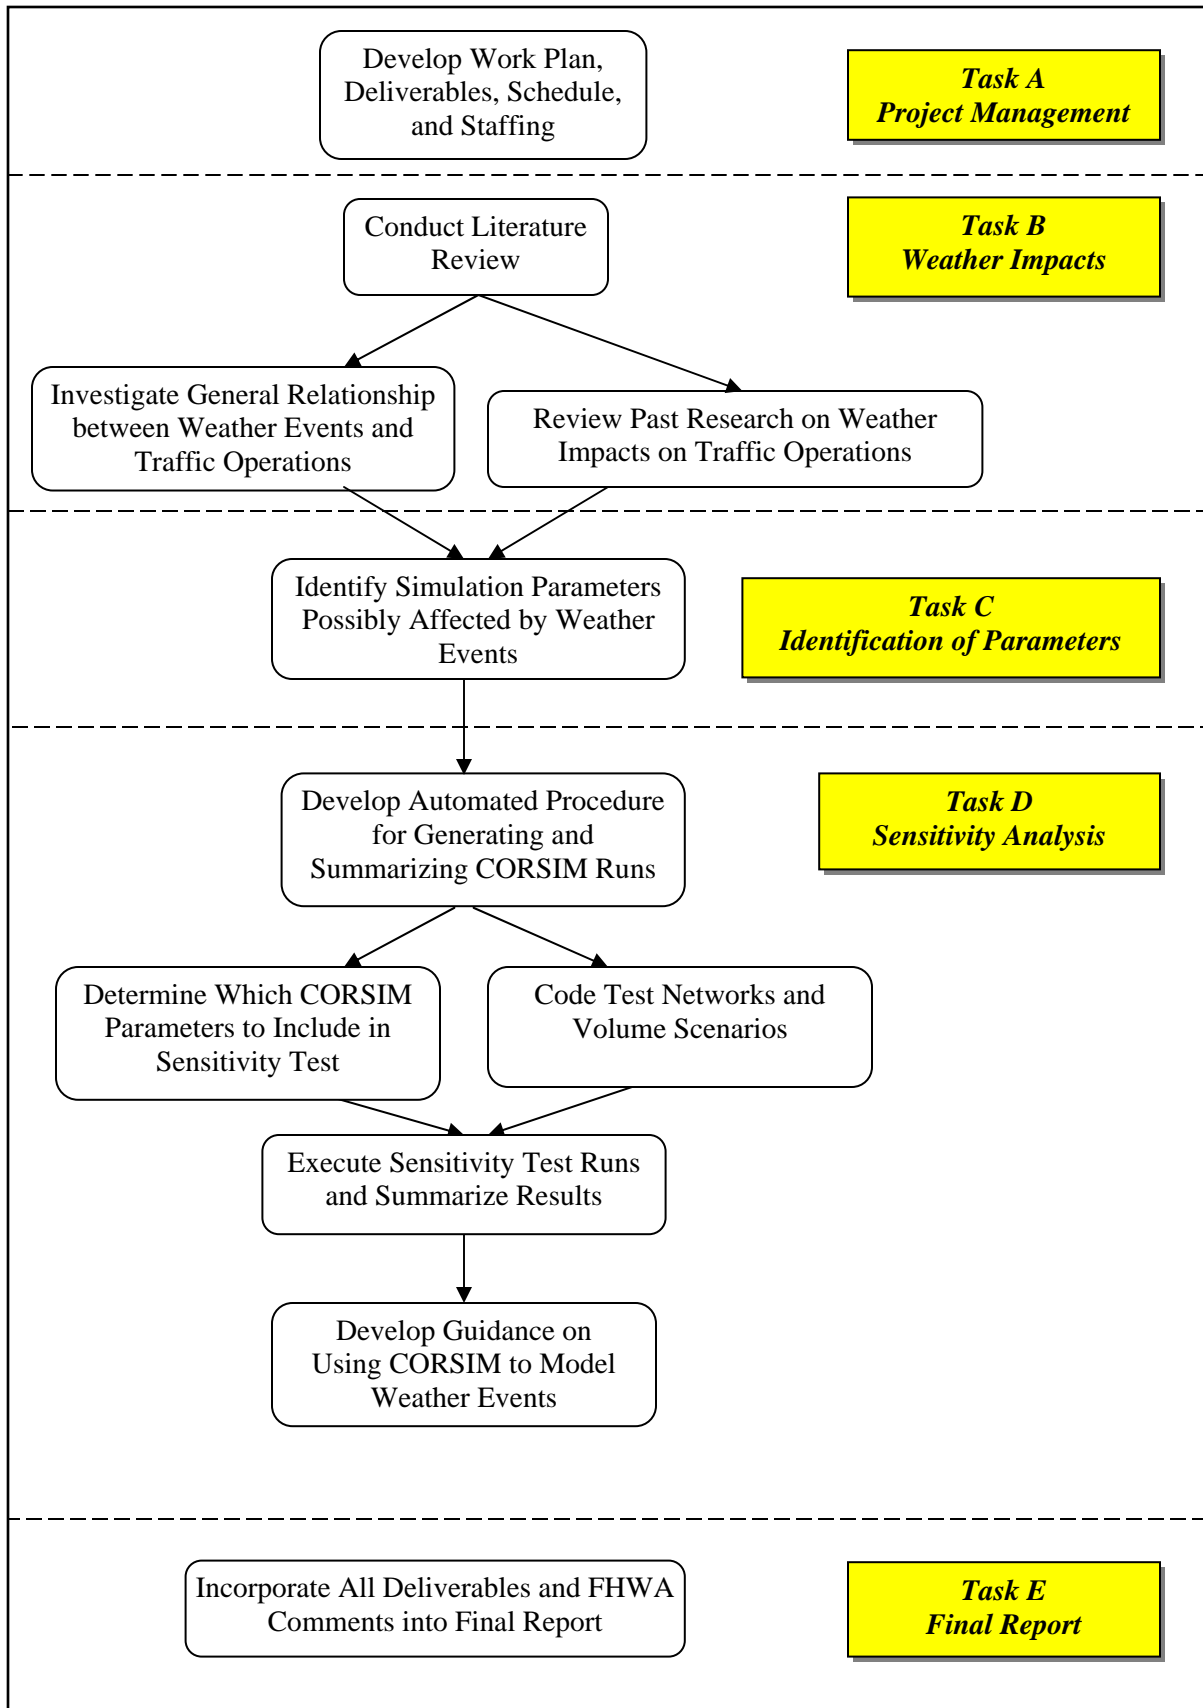 Develop Work Plan,
Deliverables, Schedule,
and Staffing
Task A
Project Management
Conduct Literature
Review
Task B
Weather Impacts
Investigate General Relationship
between Weather Events and
Traffic Operations
Review Past Research on Weather
Impacts on Traffic Operations
Identify Simulation Parameters
Possibly Affected by Weather
Events
Task C
Identification of Parameters
Develop Automated Procedure
for Generating and
Summarizing CORSIM Runs
Task D
Sensitivity Analysis
Determine Which CORSIM
Parameters to Include in
Sensitivity Test
Code Test Networks and
Volume Scenarios
Execute Sensitivity Test Runs
and Summarize Results
Develop Guidance on
Using CORSIM to Model
Weather Events
Incorporate All Deliverables and FHWA
Comments into Final Report
Task E
Final Report